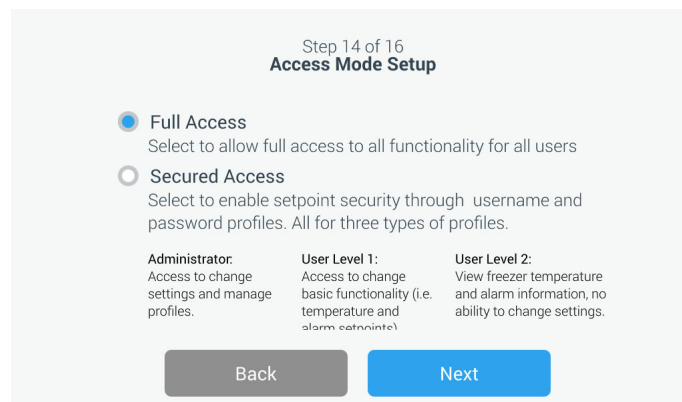 Step 14 of 16
Access Mode Setup
Full Access
Select to allow full access to all functionality for all users
Secured Access
Select to enable setpoint security through username and
password profiles. All for three types of profiles.
Administrator:
Access to change
settings and manage
profiles.
User Level 1:
Access to change
basic functionality (i.e.
temperature and
alarm setpoints)
User Level 2:
View freezer temperature
and alarm information, no
ability to change settings.
Back
Next